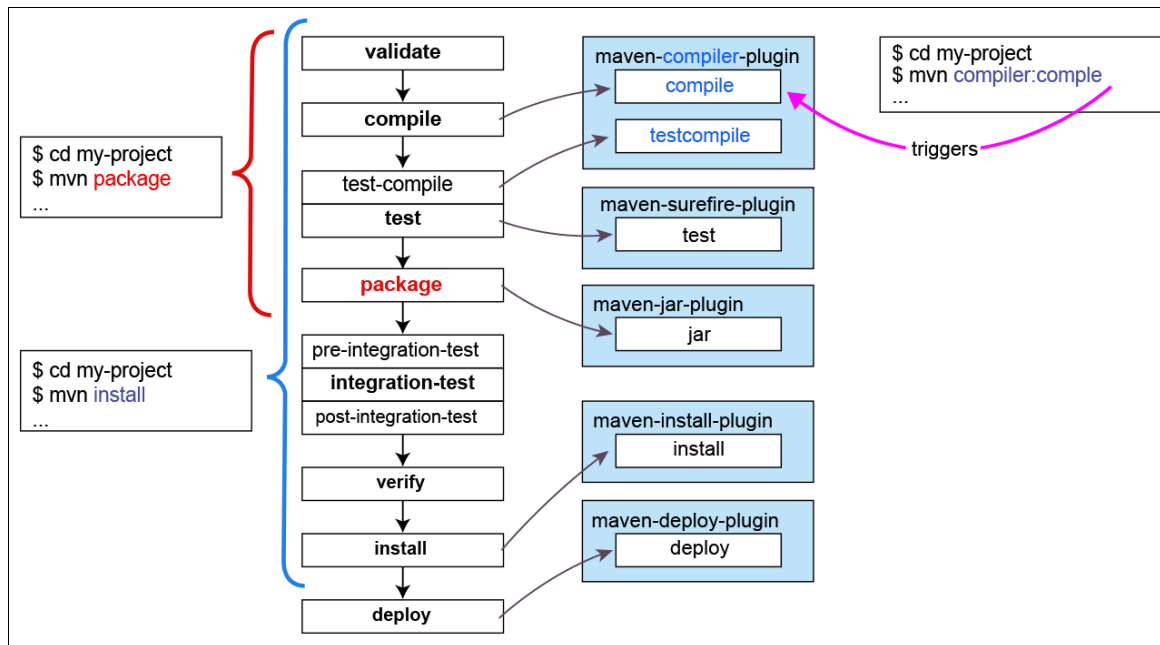 $ cd my-project
$ mvn package
...
$ cd my-project
$ mvn install
...
validate
compile
test-compile
test
package
pre-integration-test
integration-test
post-integration-test
verify
install
deploy
maven-compiler-plugin
compile
testcompile
maven-surefire-plugin
test
maven-jar-plugin
jar
maven-install-plugin
install
maven-deploy-plugin
deploy
$ cd my-project
$ mvn compiler:comple
...
triggers